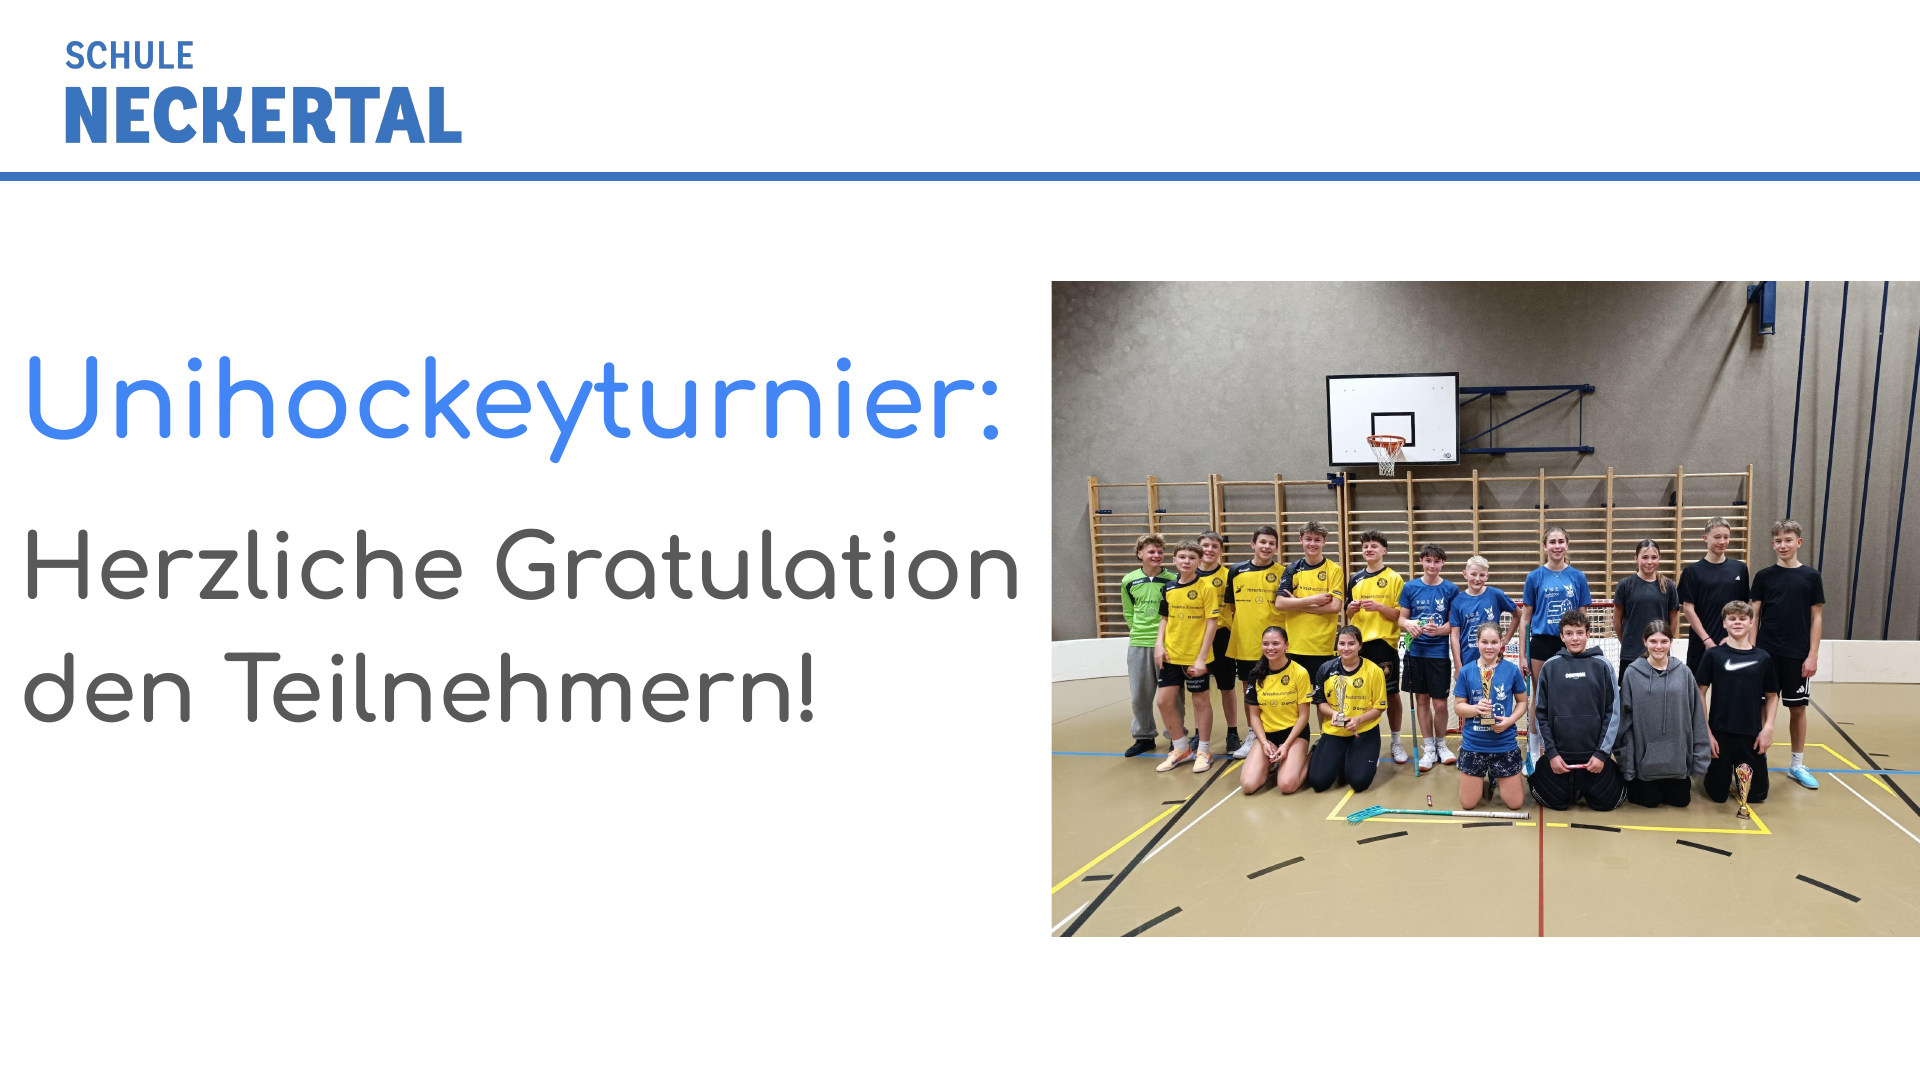 SCHULE
NECKERTAL
Unihockeyturnier:
Herzliche Gratulation
den Teilnehmern!